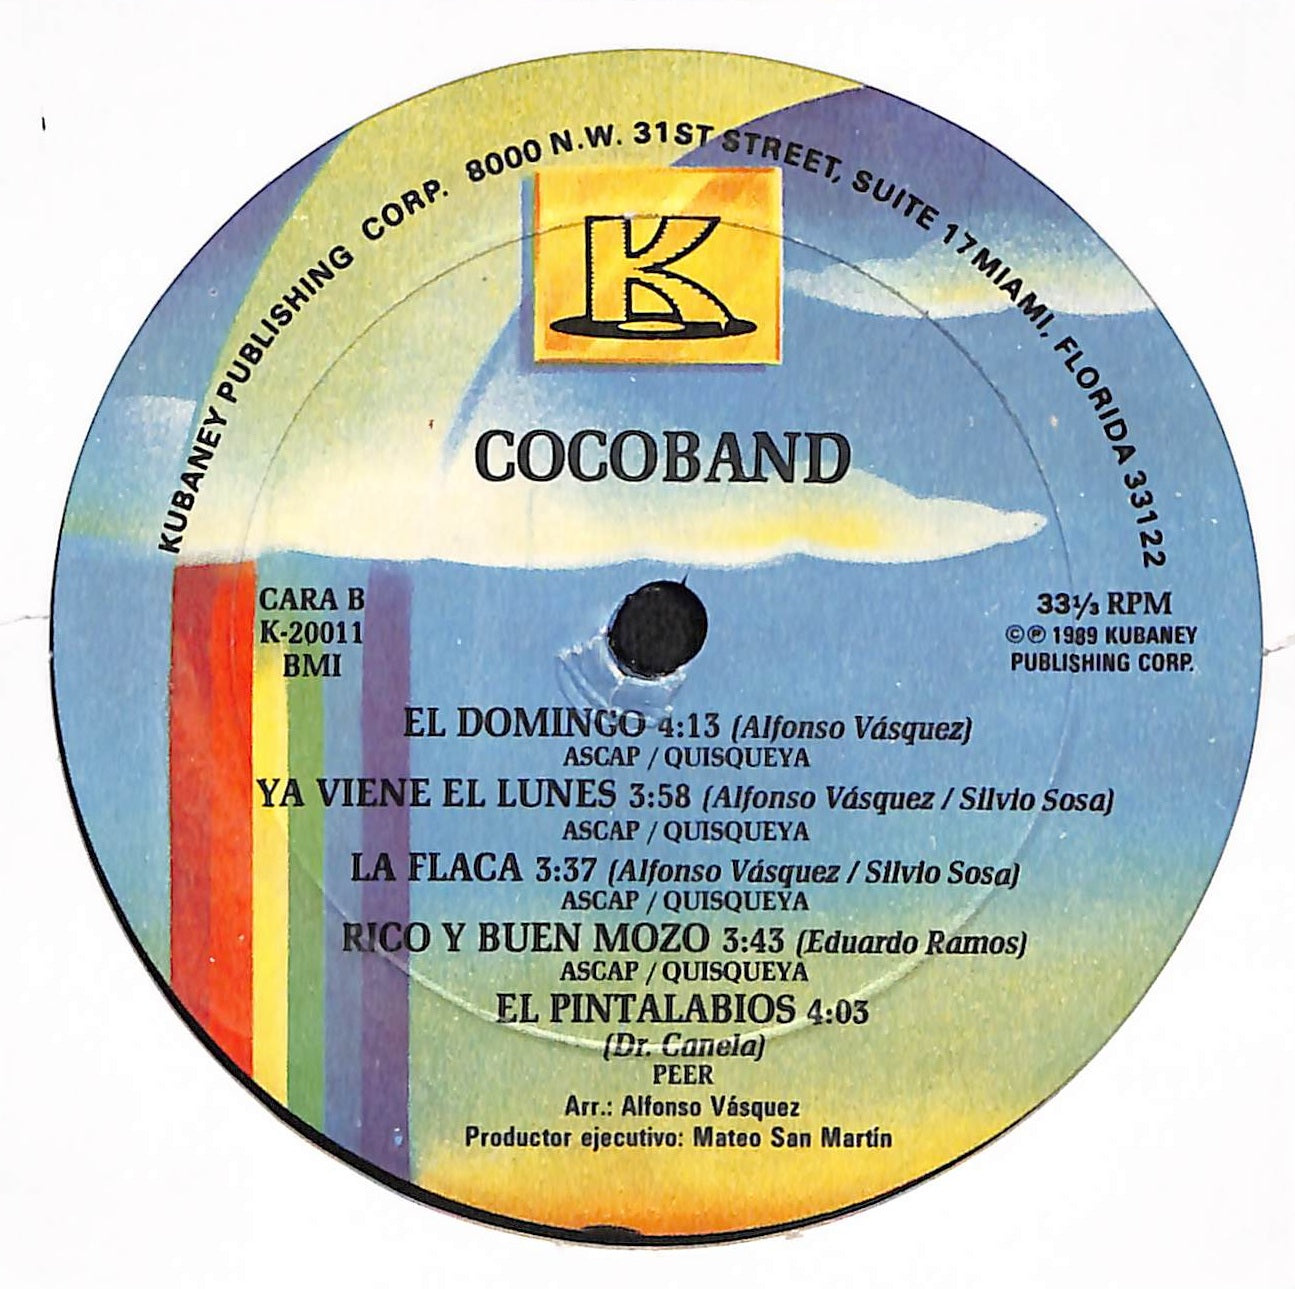 KUBANEY PUBLISHING CORP. 8000 N.W. 31ST STREET, SUITE 17 MIAMI, FLORIDA 33122
K
COCOBAND
CARA B
K-20011
BMI
33⅓ RPM
©℗ 1989 KUBANEY
PUBLISHING CORP.
EL DOMINGO 4:13 (Alfonso Vásquez)
ASCAP / QUISQUEYA
YA VIENE EL LUNES 3:58 (Alfonso Vásquez / Silvio Sosa)
ASCAP / QUISQUEYA
LA FLACA 3:37 (Alfonso Vásquez / Silvio Sosa)
ASCAP / QUISQUEYA
RICO Y BUEN MOZO 3:43 (Eduardo Ramos)
ASCAP / QUISQUEYA
EL PINTALABIOS 4:03
(Dr. Canela)
PEER
Arr.: Alfonso Vásquez
Productor ejecutivo: Mateo San Martín